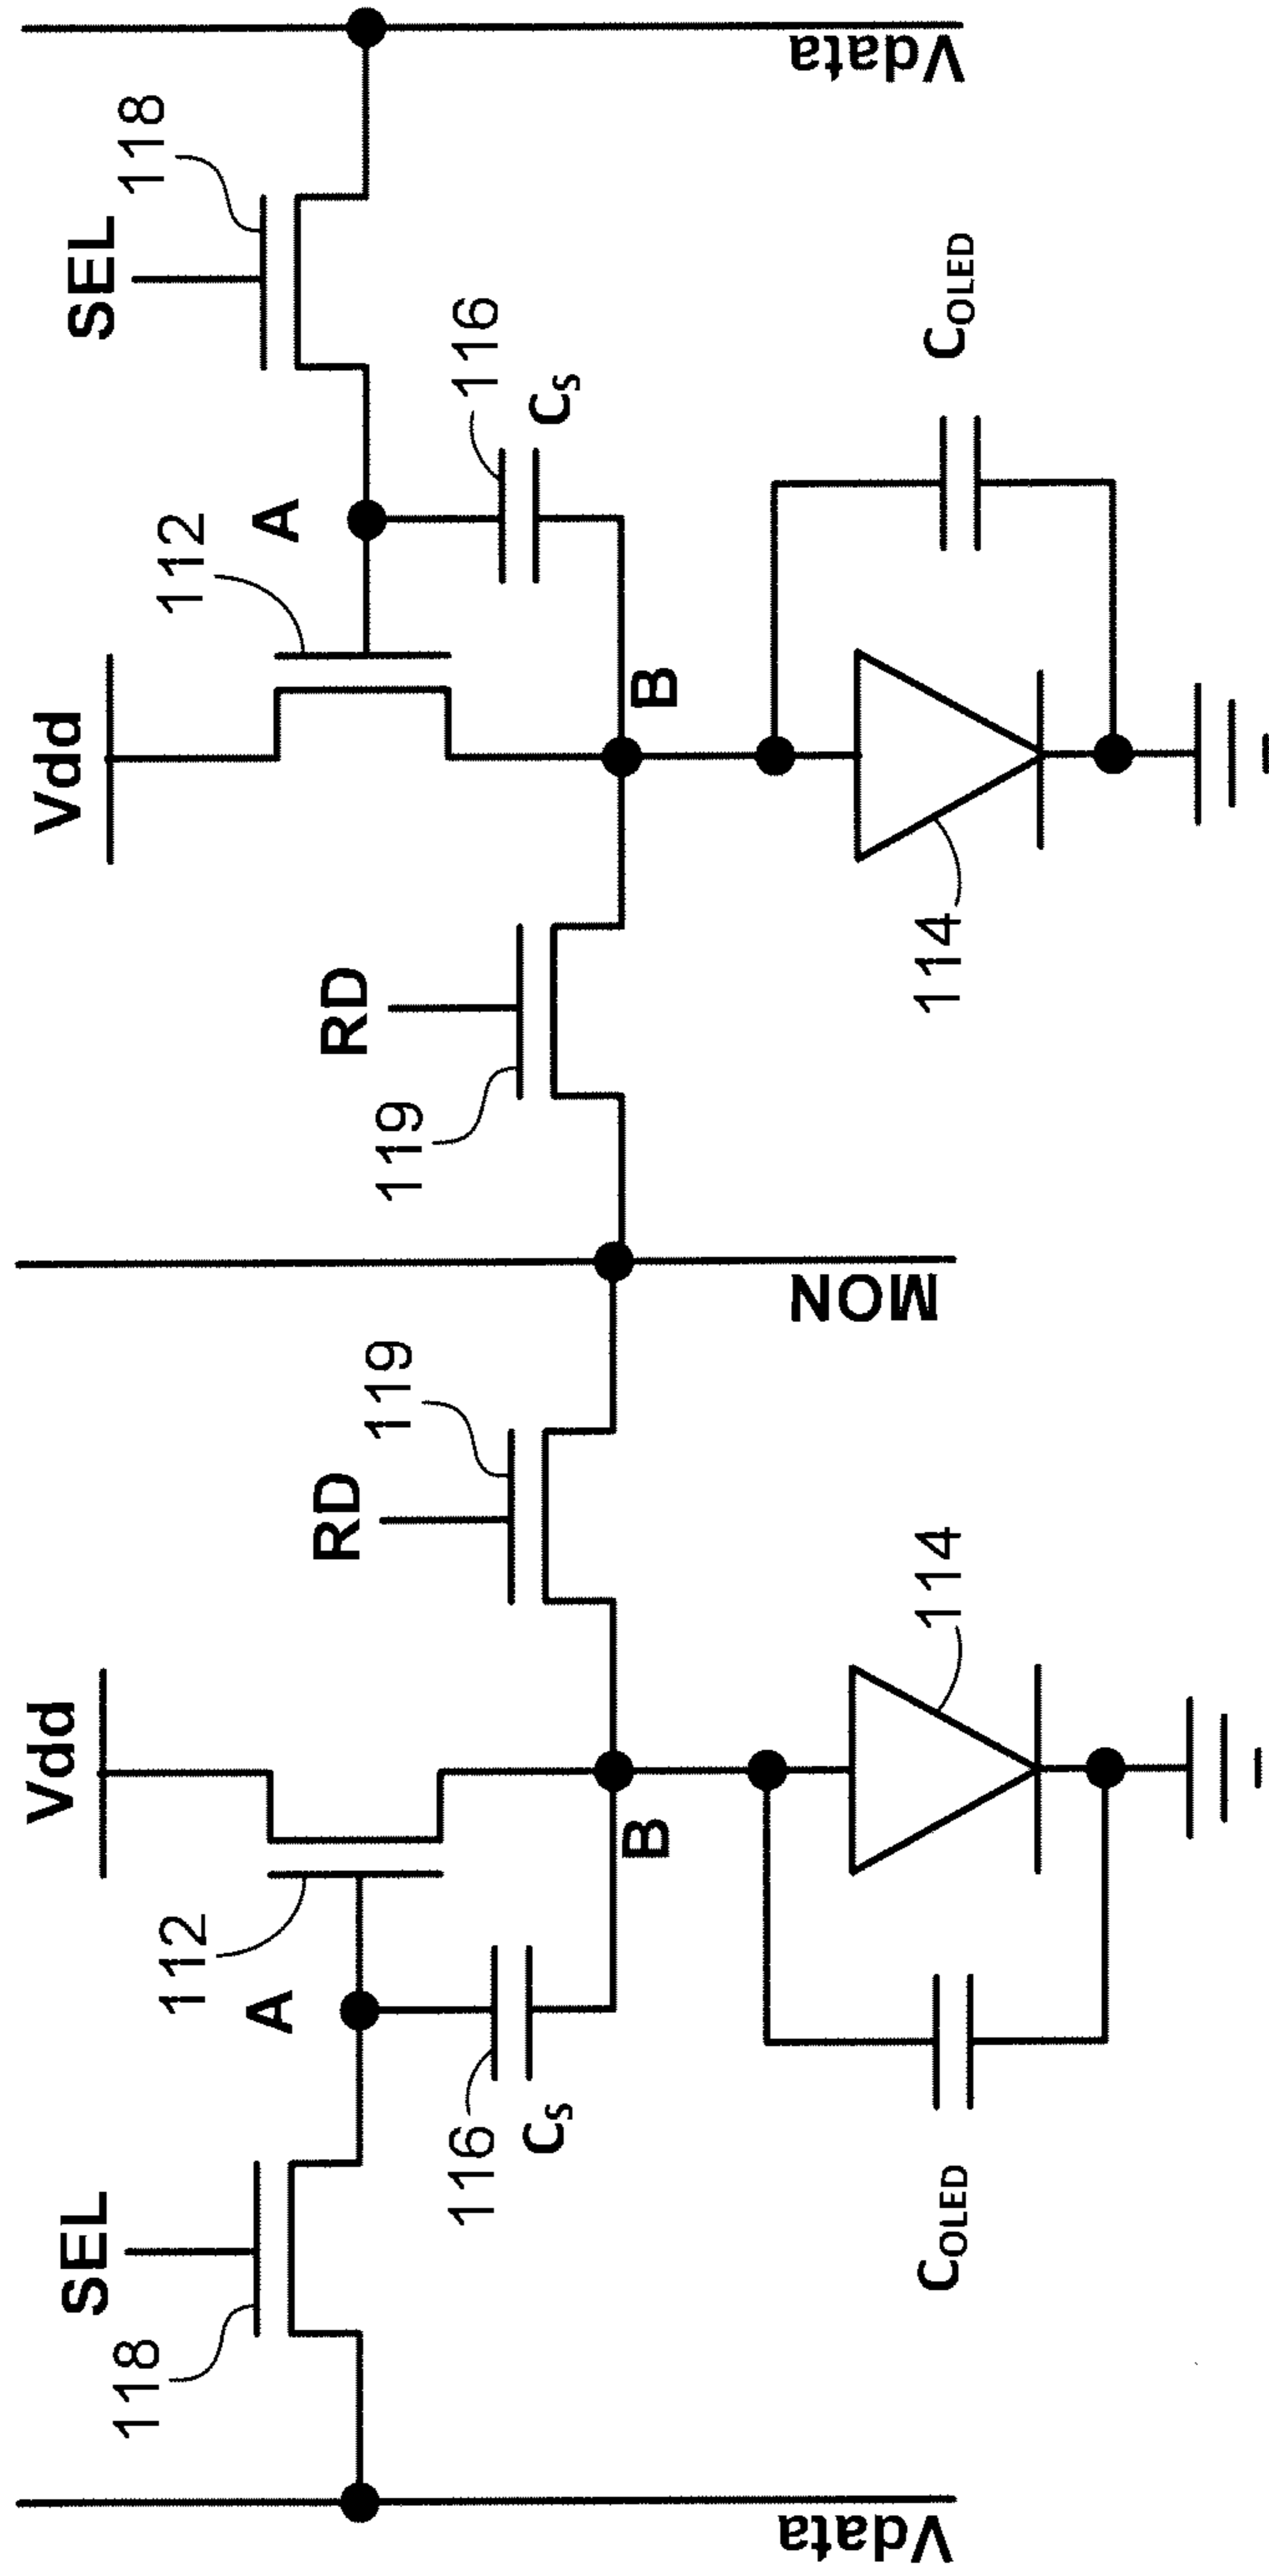 Vdata
SEL
118
A
112
Vdd
116
Cs
B
COLED
114
RD
119
MON
RD
119
Vdd
112
A
SEL
118
116
Cs
B
114
COLED
Vdata